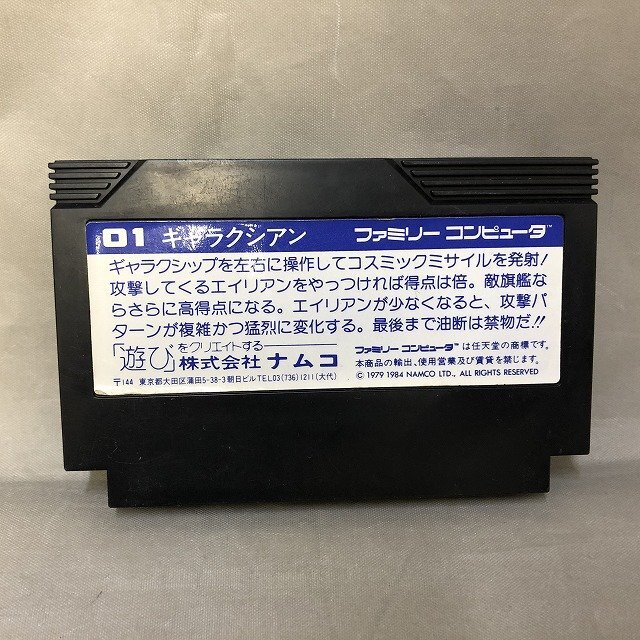 01 ギャラクシアン ファミリー コンピュータ™
ギャラクシップを左右に操作してコスミックミサイルを発射!
攻撃してくるエイリアンをやっつければ得点は倍。敵旗艦な
らさらに高得点になる。エイリアンが少なくなると、攻撃パ
ターンが複雑かつ猛烈に変化する。最後まで油断は禁物だ!!
「遊び」をクリエイトする——
株式会社 ナムコ
〒144 東京都大田区蒲田5-38-3朝日ビルTEL03(736)1211(大代)
ファミリー コンピュータ™ は任天堂の商標です。
本商品の輸出、使用営業及び賃貸を禁じます。
© 1979 1984 NAMCO LTD., ALL RIGHTS RESERVED